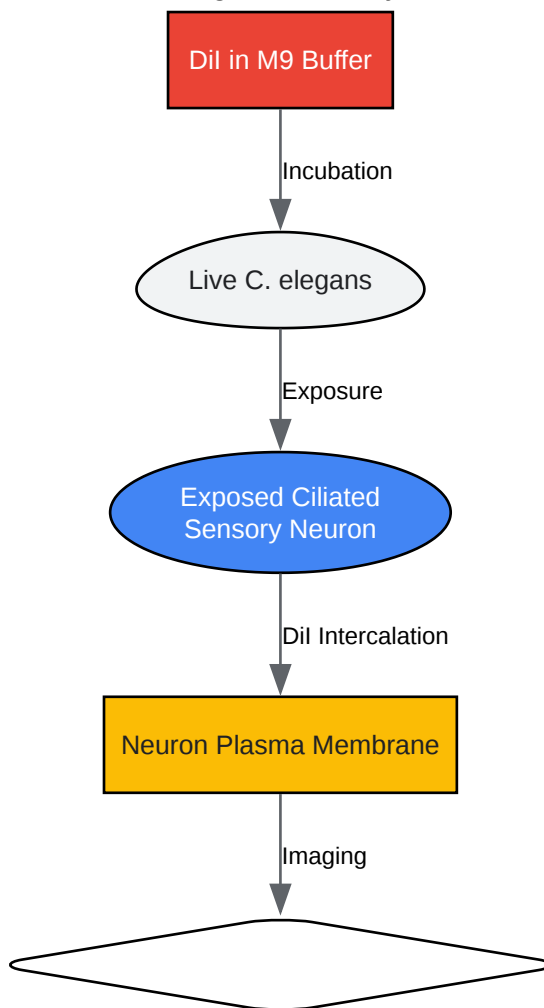 DiI in M9 Buffer
Incubation
Live C. elegans
Exposure
Exposed Ciliated
Sensory Neuron
DiI Intercalation
Neuron Plasma Membrane
Imaging